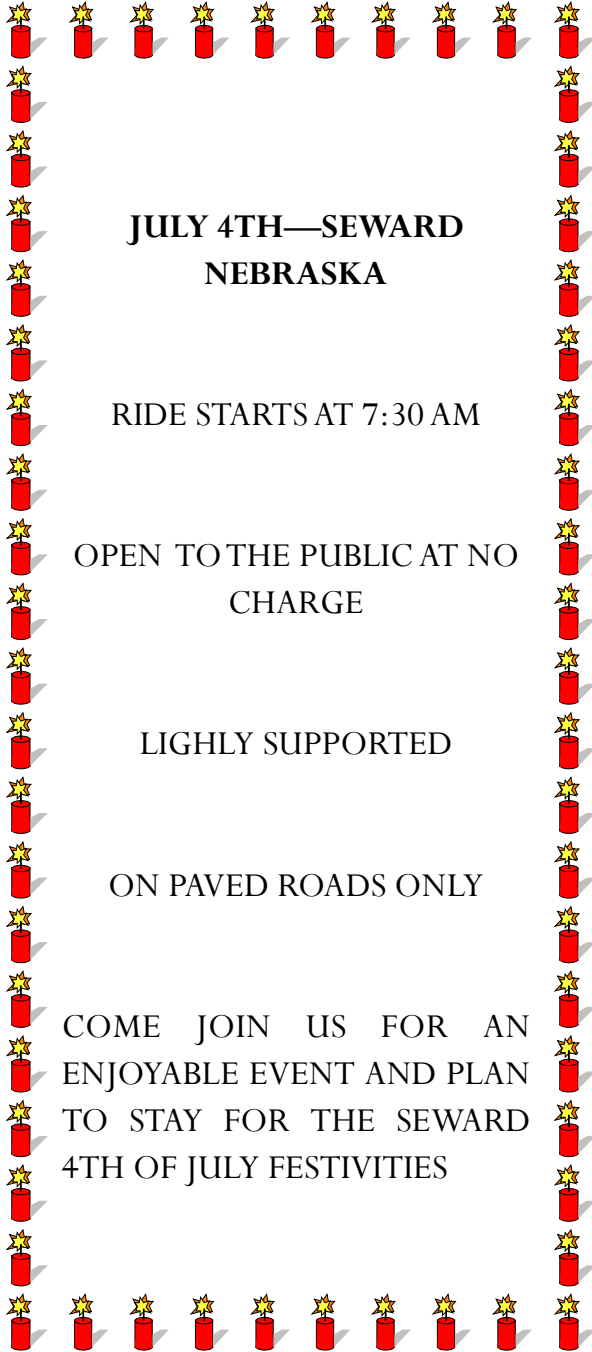 JULY 4TH—SEWARD
NEBRASKA
RIDE STARTS AT 7:30 AM
OPEN TO THE PUBLIC AT NO
CHARGE
LIGHLY SUPPORTED
ON PAVED ROADS ONLY
COME JOIN US FOR AN
ENJOYABLE EVENT AND PLAN
TO STAY FOR THE SEWARD
4TH OF JULY FESTIVITIES